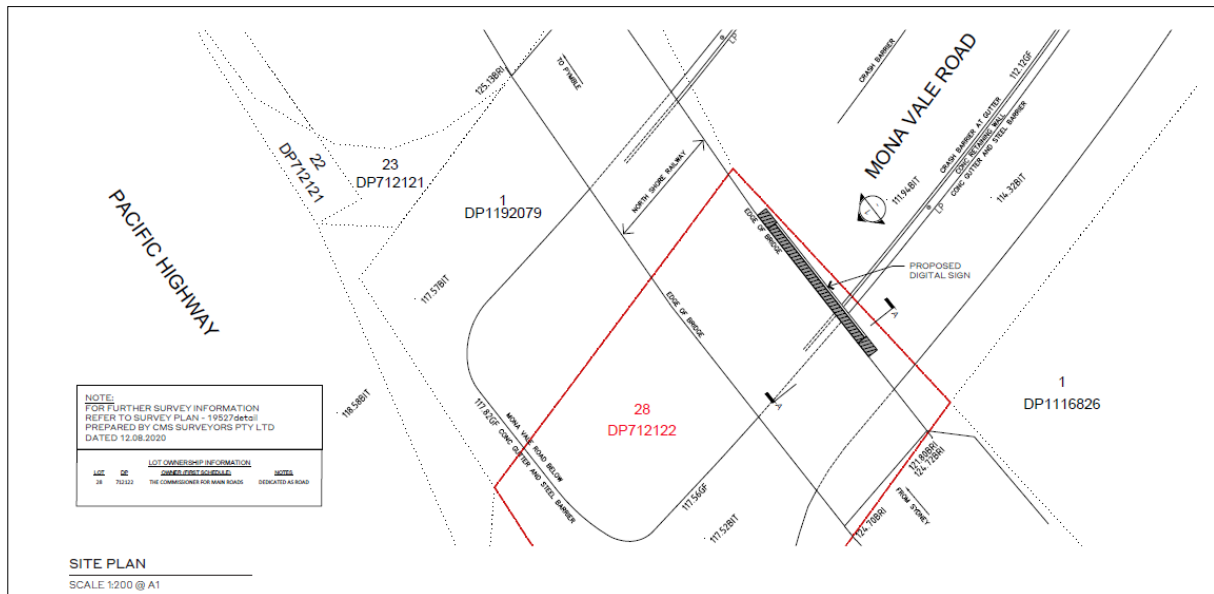 PACIFIC HIGHWAY
22
DP712121
23
DP712121
125.13BRI
TO PYMBLE
1
DP1192079
NORTH SHORE RAILWAY
LP
CRASH BARRIER
MONA VALE ROAD
112.12GF
CRASH BARRIER AT GUTTER
CONC RETAINING WALL
CONC GUTTER AND STEEL BARRIER
111.94BIT
LP
114.32BIT
EDGE OF BRIDGE
PROPOSED
DIGITAL SIGN
A
117.57BIT
EDGE OF BRIDGE
118.58BIT
117.82GF CONC GUTTER AND STEEL BARRIER
MONA VALE ROAD BELOW
28
DP712122
A
1
DP1116826
117.56GF
117.52BIT
121.80BRI
124.72BRI
FROM SYDNEY
124.70BRI
NOTE:
FOR FURTHER SURVEY INFORMATION
REFER TO SURVEY PLAN - 19527detail
PREPARED BY CMS SURVEYORS PTY LTD
DATED 12.08.2020
LOT OWNERSHIP INFORMATION
LOT DP OWNER (FIRST SCHEDULE) NOTES
28 712122 THE COMMISSIONER FOR MAIN ROADS DEDICATED AS ROAD
SITE PLAN
SCALE 1:200 @ A1